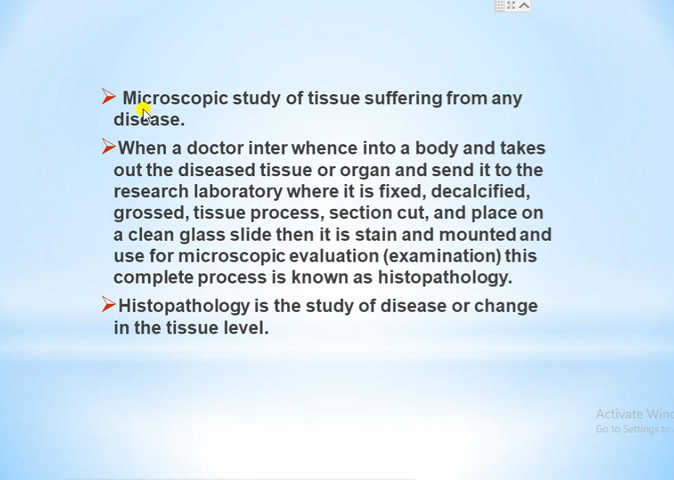 Microscopic study of tissue suffering from any
disease.
When a doctor inter whence into a body and takes
out the diseased tissue or organ and send it to the
research laboratory where it is fixed, decalcified,
grossed, tissue process, section cut, and place on
a clean glass slide then it is stain and mounted and
use for microscopic evaluation (examination) this
complete process is known as histopathology.
Histopathology is the study of disease or change
in the tissue level.
Activate Wind
Go to Settings to